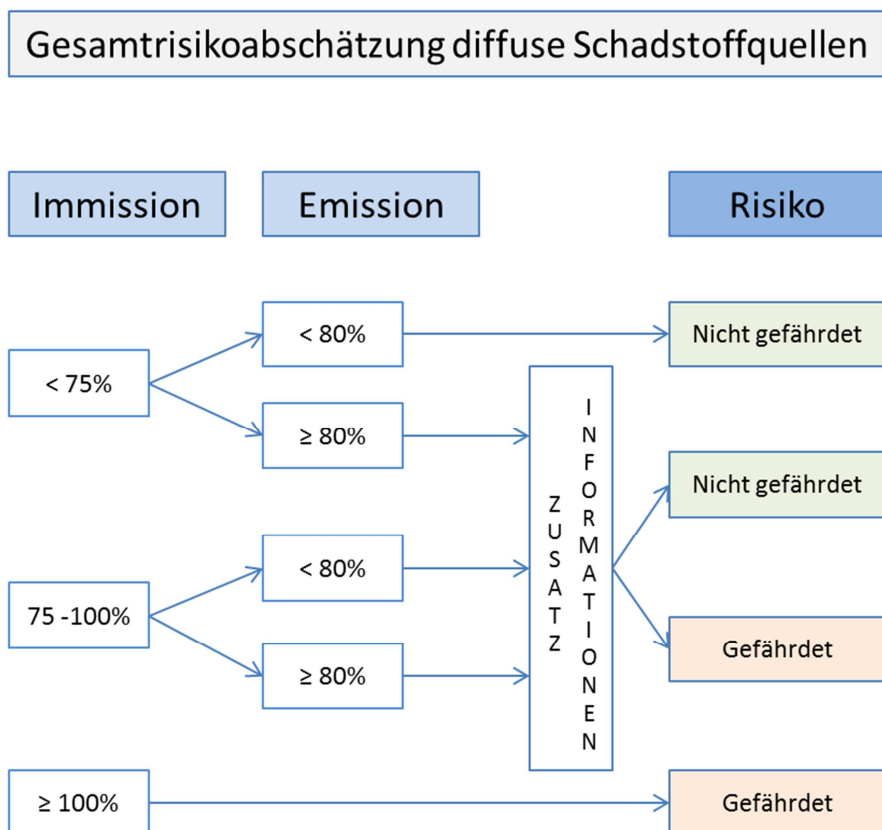 Gesamtrisikoabschätzung diffuse Schadstoffquellen
Immission
Emission
Risiko
< 75%
< 80%
≥ 80%
Nicht gefährdet
75 -100%
< 80%
≥ 80%
ZUSATZ
INFORMATIONEN
Nicht gefährdet
Gefährdet
≥ 100%
Gefährdet